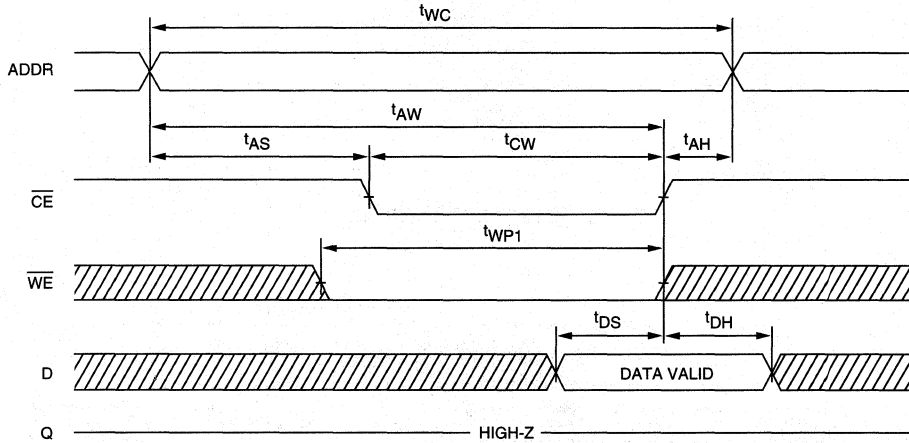 tWC
ADDR
tAW
tAS
tCW
tAH
CE
tWP1
WE
tDS
tDH
D
DATA VALID
Q
HIGH-Z